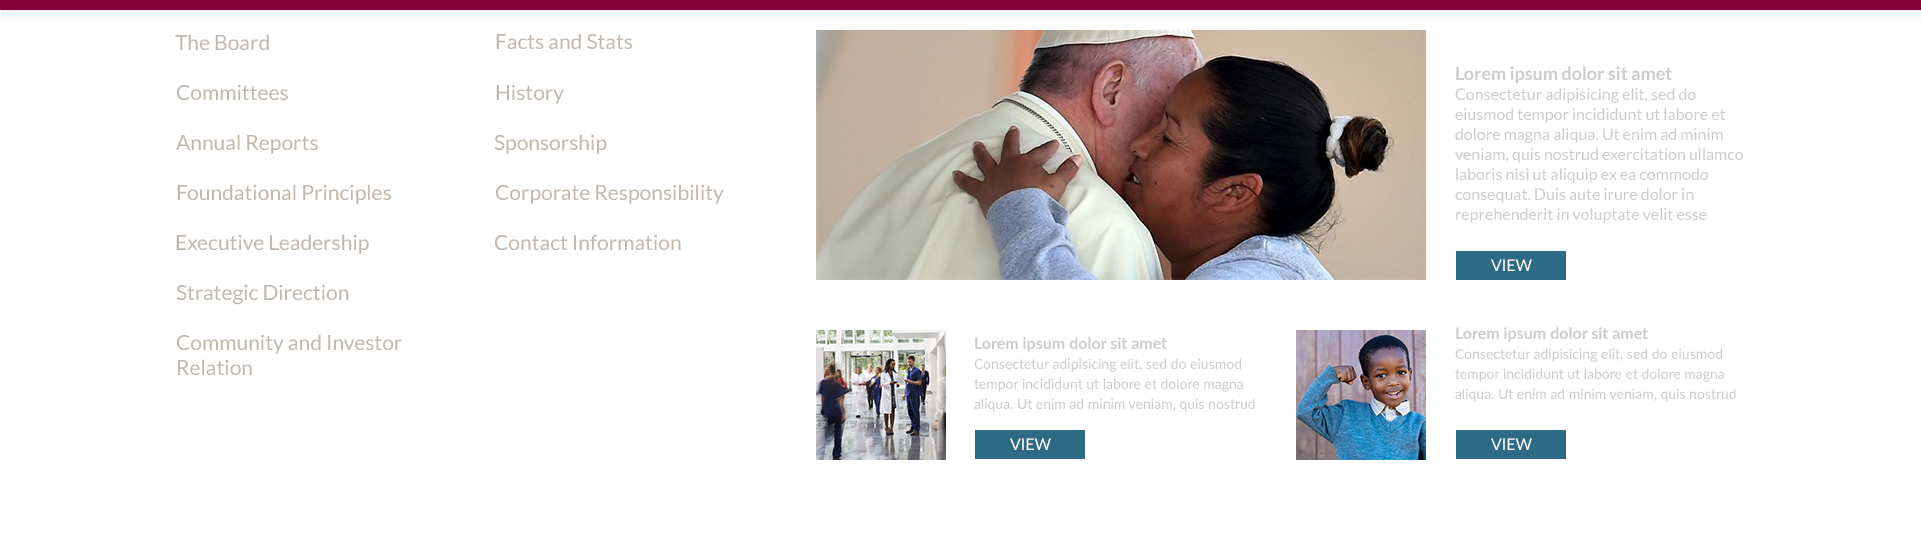 The Board
Committees
Annual Reports
Foundational Principles
Executive Leadership
Strategic Direction
Community and Investor
Relation
Facts and Stats
History
Sponsorship
Corporate Responsibility
Contact Information
Lorem ipsum dolor sit amet
Consectetur adipisicing elit, sed do
eiusmod tempor incididunt ut labore et
dolore magna aliqua. Ut enim ad minim
veniam, quis nostrud exercitation ullamco
laboris nisi ut aliquip ex ea commodo
consequat. Duis aute irure dolor in
reprehenderit in voluptate velit esse
VIEW
Lorem ipsum dolor sit amet
Consectetur adipisicing elit, sed do eiusmod
tempor incididunt ut labore et dolore magna
aliqua. Ut enim ad minim veniam, quis nostrud
VIEW
Lorem ipsum dolor sit amet
Consectetur adipisicing elit, sed do eiusmod
tempor incididunt ut labore et dolore magna
aliqua. Ut enim ad minim veniam, quis nostrud
VIEW